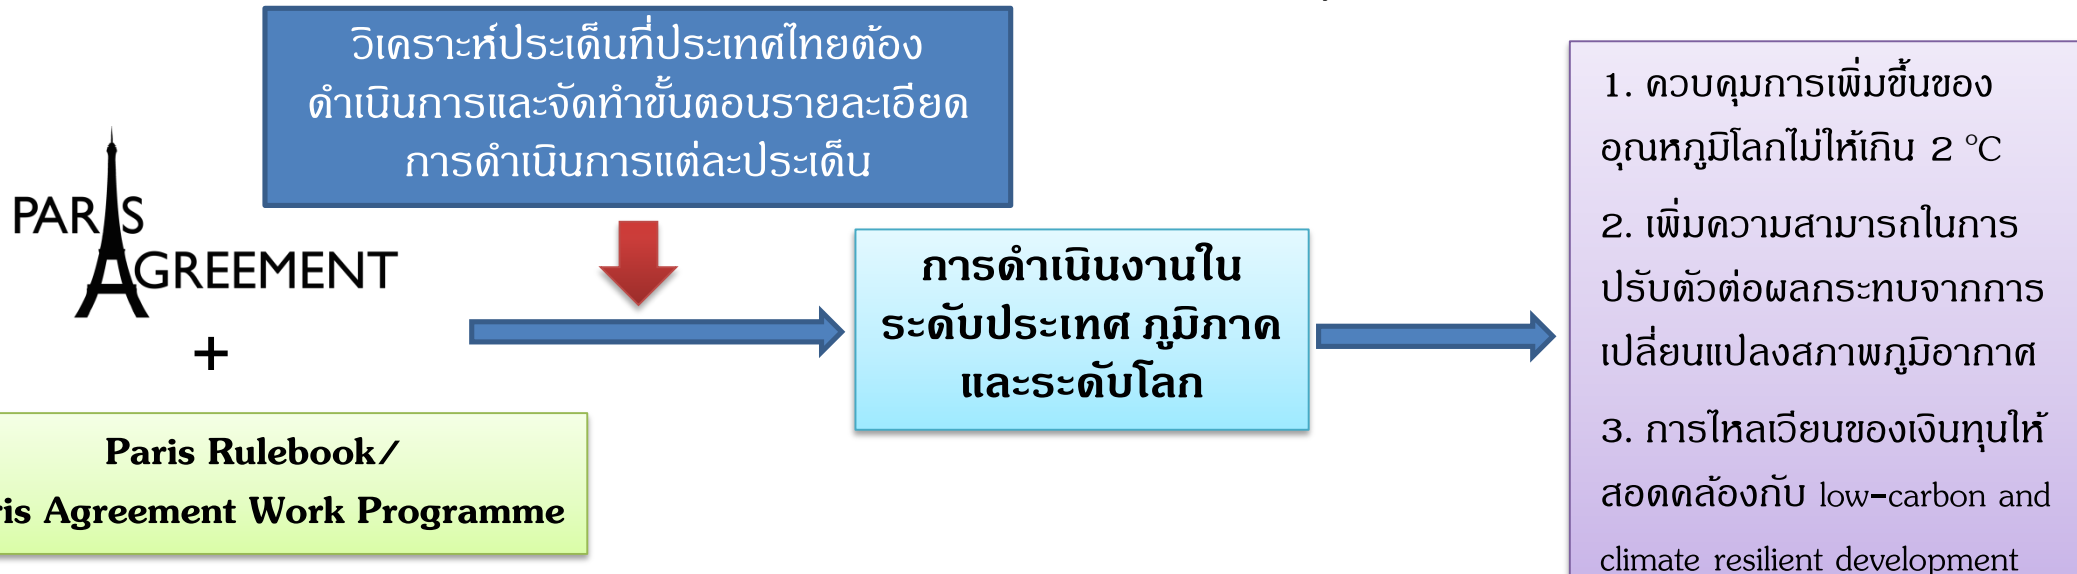 วิเคราะห์ประเด็นที่ประเทศไทยต้อง
ดำเนินการและจัดทำขั้นตอนรายละเอียด
การดำเนินการแต่ละประเด็น
PARIS
AGREEMENT
+
Paris Rulebook/
Agreement Work Programme
การดำเนินงานใน
ระดับประเทศ ภูมิภาค
และระดับโลก
1. ควบคุมการเพิ่มขึ้นของ
อุณหภูมิโลกไม่ให้เกิน 2 °C
2. เพิ่มความสามารถในการ
ปรับตัวต่อผลกระทบจากการ
เปลี่ยนแปลงสภาพภูมิอากาศ
3. การไหลเวียนของเงินทุนให้
สอดคล้องกับ low-carbon and
climate resilient development